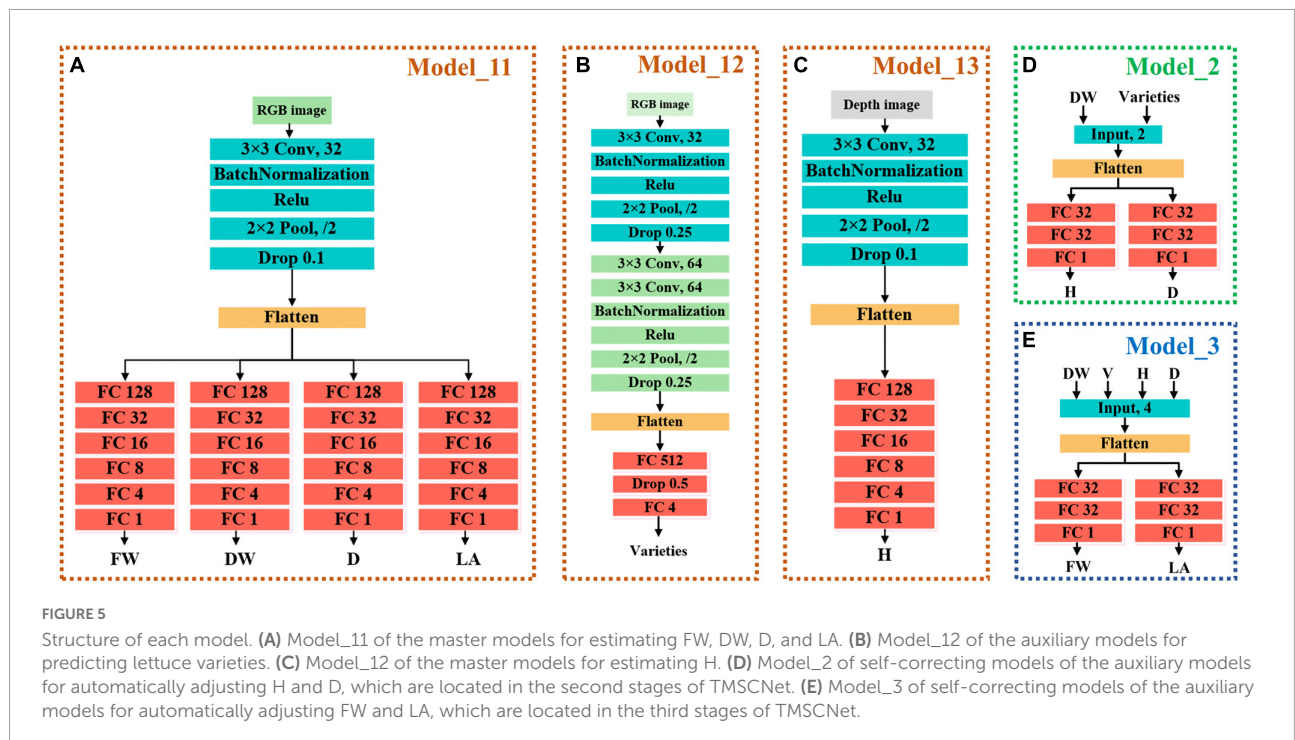 A
Model_11
RGB image
3×3 Conv, 32
BatchNormalization
Relu
2×2 Pool, /2
Drop 0.1
Flatten
FC 128 FC 128 FC 128 FC 128
FC 32 FC 32 FC 32 FC 32
FC 16 FC 16 FC 16 FC 16
FC 8 FC 8 FC 8 FC 8
FC 4 FC 4 FC 4 FC 4
FC 1 FC 1 FC 1 FC 1
FW DW D LA
B
Model_12
RGB image
3×3 Conv, 32
BatchNormalization
Relu
2×2 Pool, /2
Drop 0.25
3×3 Conv, 64
3×3 Conv, 64
BatchNormalization
Relu
2×2 Pool, /2
Drop 0.25
Flatten
FC 512
Drop 0.5
FC 4
Varieties
C
Model_13
Depth image
3×3 Conv, 32
BatchNormalization
Relu
2×2 Pool, /2
Drop 0.1
Flatten
FC 128
FC 32
FC 16
FC 8
FC 4
FC 1
H
D
Model_2
DW Varieties
Input, 2
Flatten
FC 32 FC 32
FC 32 FC 32
FC 1 FC 1
H D
E
Model_3
DW V H D
Input, 4
Flatten
FC 32 FC 32
FC 32 FC 32
FC 1 FC 1
FW LA
FIGURE 5
Structure of each model. (A) Model_11 of the master models for estimating FW, DW, D, and LA. (B) Model_12 of the auxiliary models for
predicting lettuce varieties. (C) Model_12 of the master models for estimating H. (D) Model_2 of self-correcting models of the auxiliary models
for automatically adjusting H and D, which are located in the second stages of TMSCNet. (E) Model_3 of self-correcting models of the auxiliary
models for automatically adjusting FW and LA, which are located in the third stages of TMSCNet.